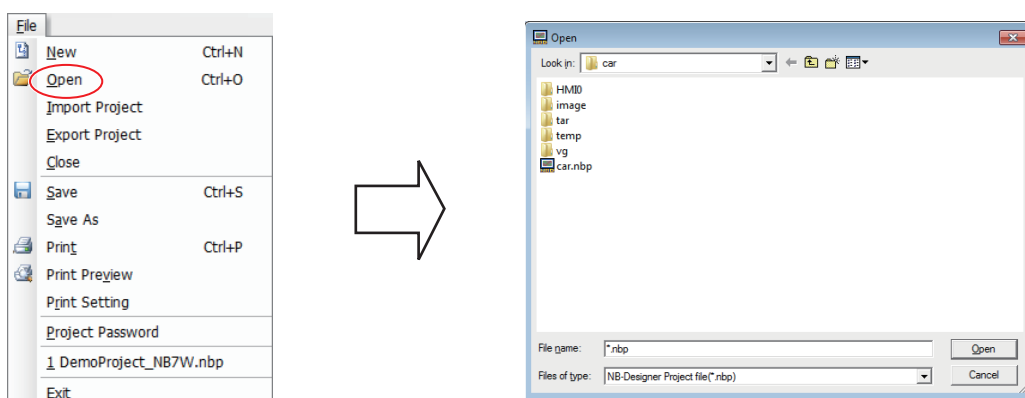 File
New Ctrl+N
Open Ctrl+O
Import Project
Export Project
Close
Save Ctrl+S
Save As
Print Ctrl+P
Print Preview
Print Setting
Project Password
1 DemoProject_NB7W.nbp
Exit
Open
Look in: car
HMI0
image
tar
temp
vg
car.nbp
File name: *.nbp Open
Files of type: NB-Designer Project file(*.nbp) Cancel